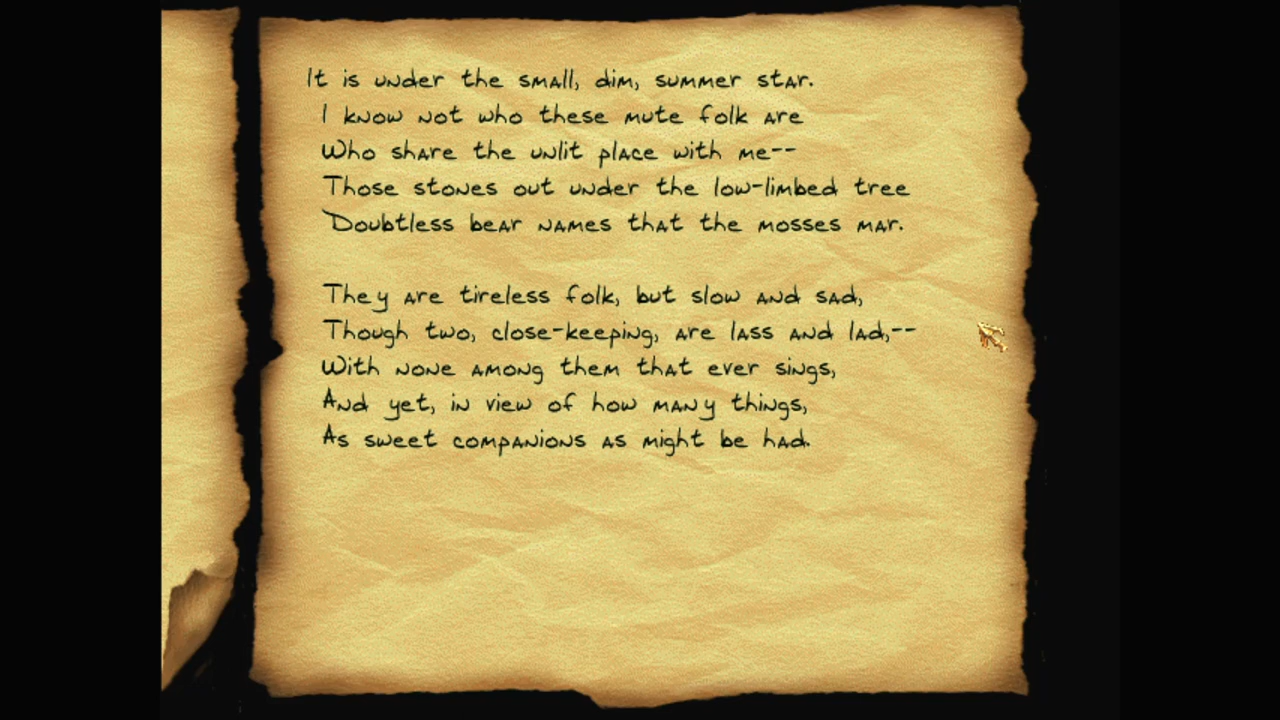 It is under the small, dim, summer star.
I know not who these mute folk are
Who share the unlit place with me--
Those stones out under the low-limbed tree
Doubtless bear names that the mosses mar.
They are tireless folk, but slow and sad,
Though two, close-keeping, are lass and lad,--
With none among them that ever sings,
And yet, in view of how many things,
As sweet companions as might be had.